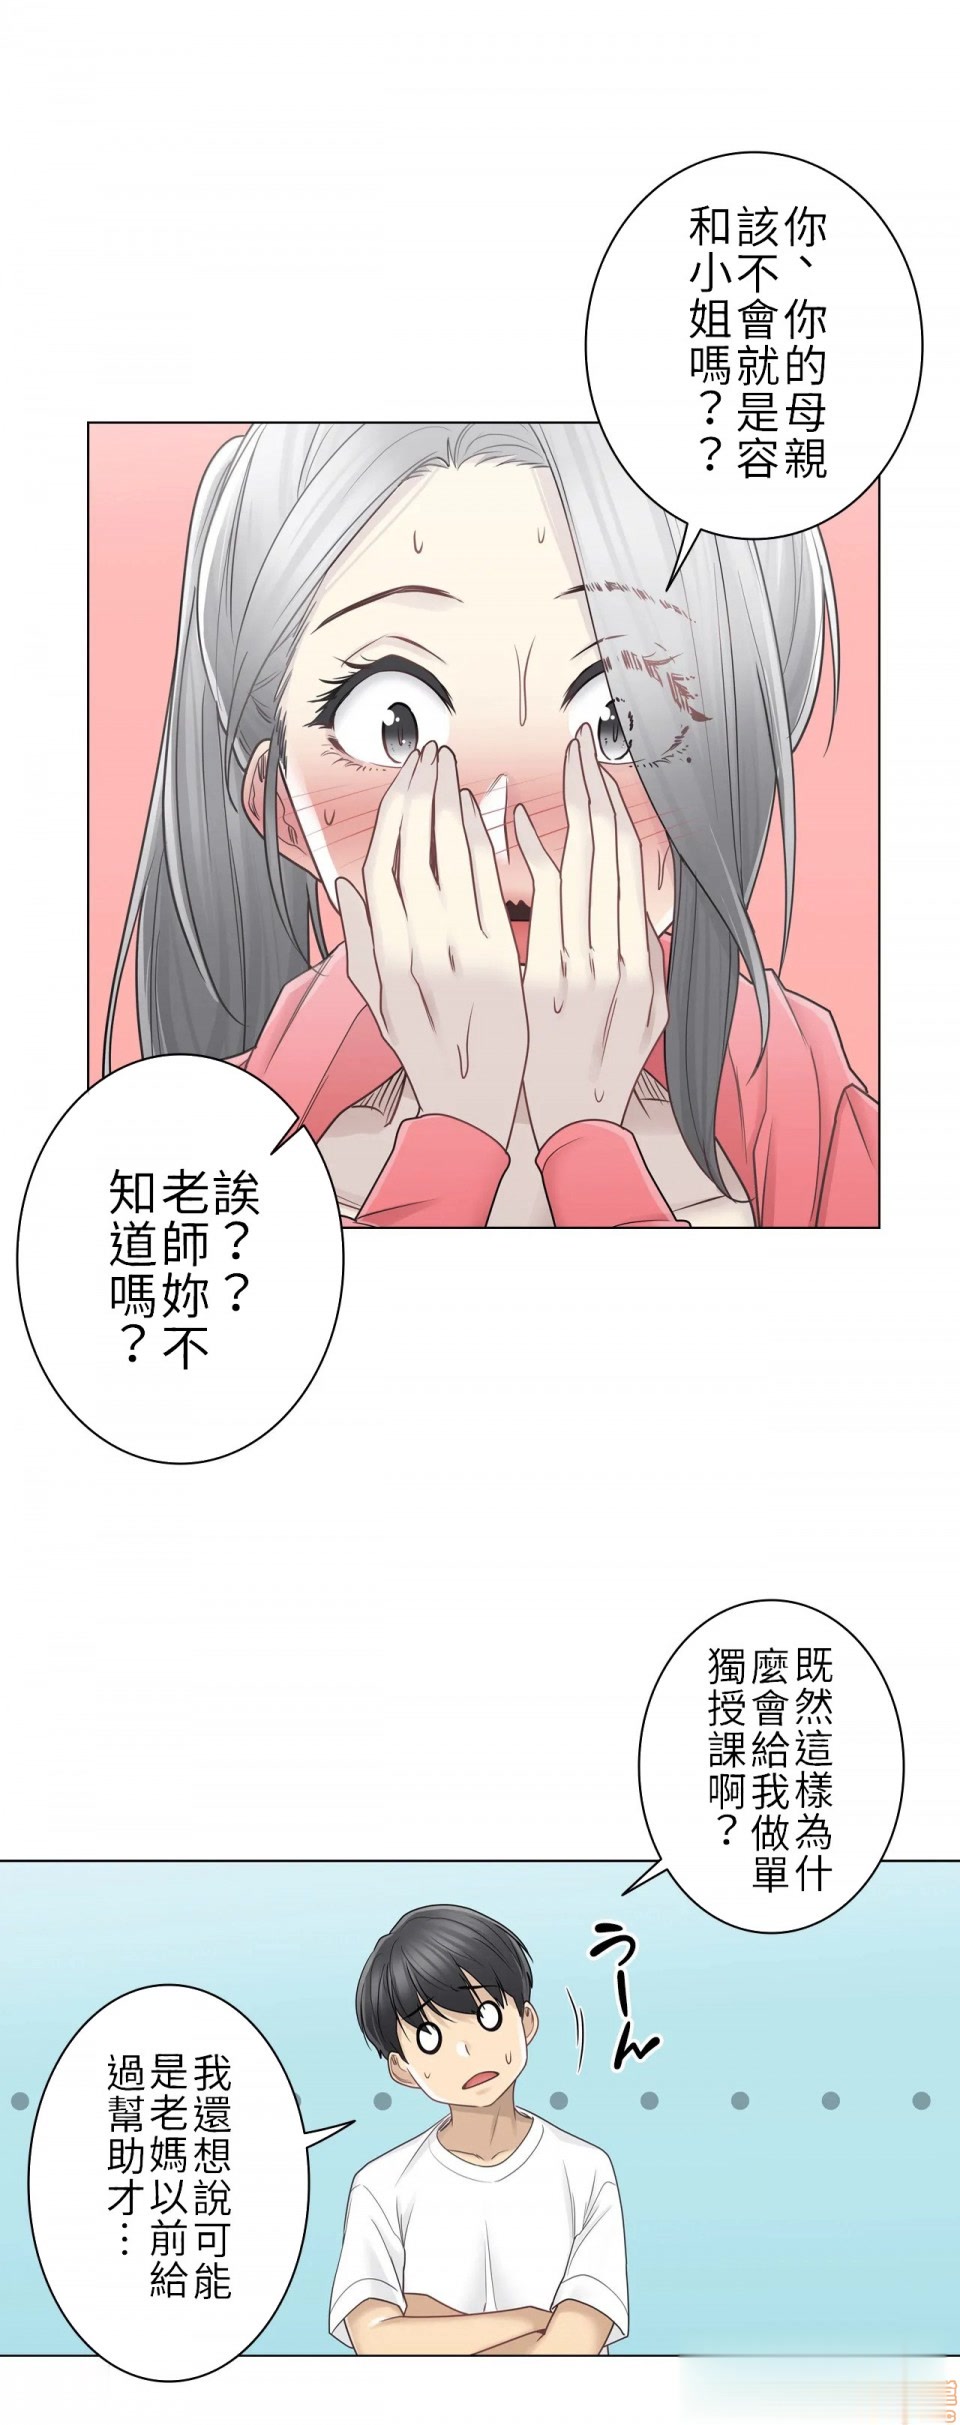 你、你的母親
該不會就是容
和小姐嗎？？
誒？？
老師妳不
知道嗎？
既然這樣為什
麼會給我做單
獨授課啊？
うーん
我還想說可能
是老媽以前給
過幫助才…